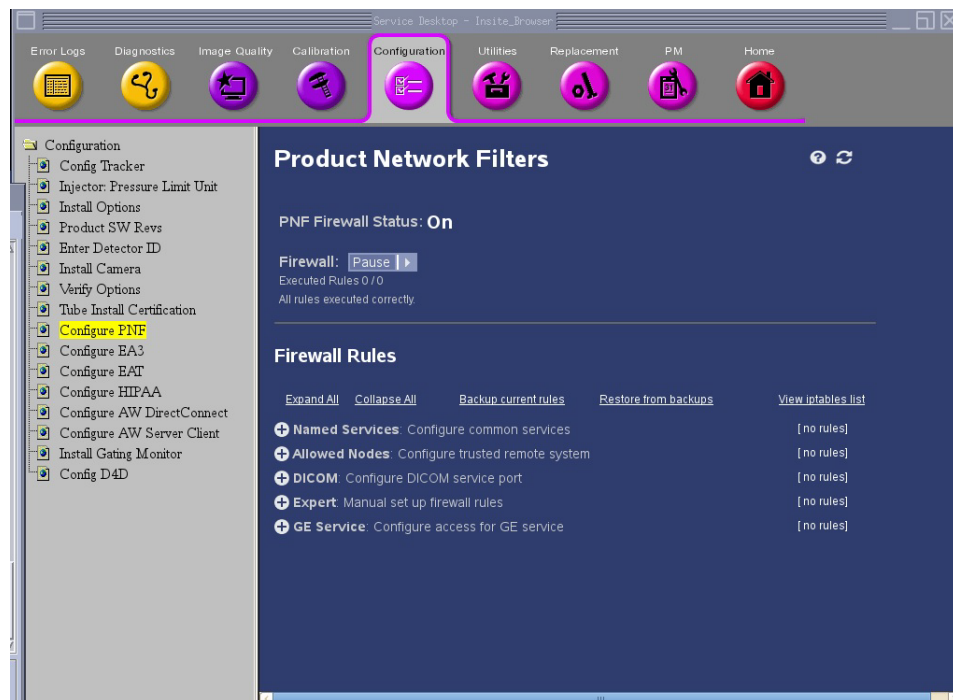 Service Desktop - Insite_Browser
Error Logs Diagnostics Image Quality Calibration Configuration Utilities Replacement PM Home
Configuration
Config Tracker
Injector: Pressure Limit Unit
Install Options
Product SW Revs
Enter Detector ID
Install Camera
Verify Options
Tube Install Certification
Configure PNF
Configure EA3
Configure EAT
Configure HIPAA
Configure AW DirectConnect
Configure AW Server Client
Install Gating Monitor
Config D4D
Product Network Filters
PNF Firewall Status: On
Firewall: Pause
Executed Rules 0 / 0
All rules executed correctly.
Firewall Rules
Expand All Collapse All Backup current rules Restore from backups View iptables list
Named Services: Configure common services [ no rules]
Allowed Nodes: Configure trusted remote system [ no rules]
DICOM: Configure DICOM service port [ no rules]
Expert: Manual set up firewall rules [ no rules]
GE Service: Configure access for GE service [ no rules]